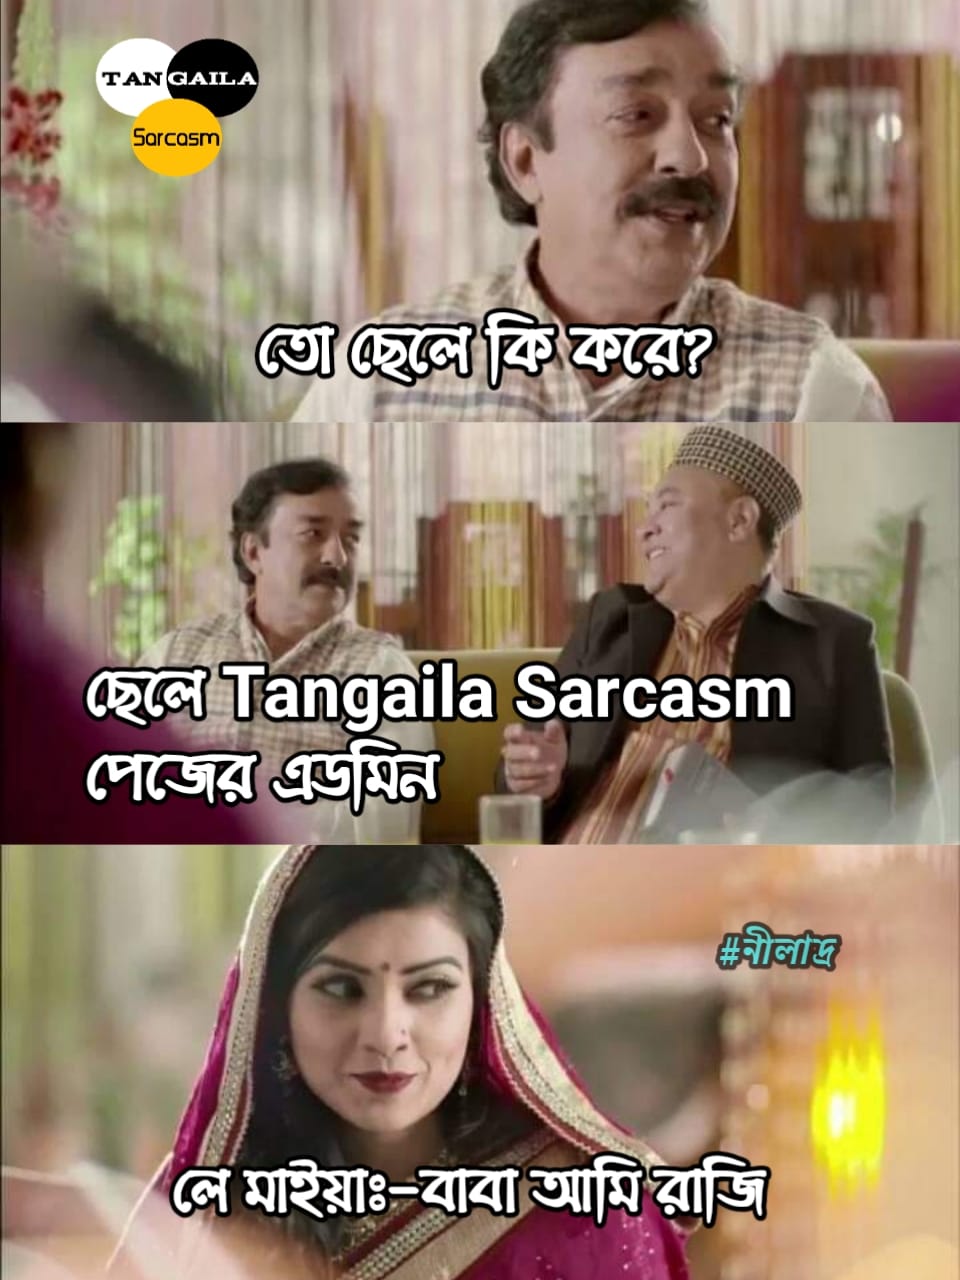 TANGAILA
Sarcasm
তো ছেলে কি করে?
ছেলে Tangaila Sarcasm
পেজের এডমিন
#নীলাদ্র
লে মাইয়াঃ-বাবা আমি রাজি